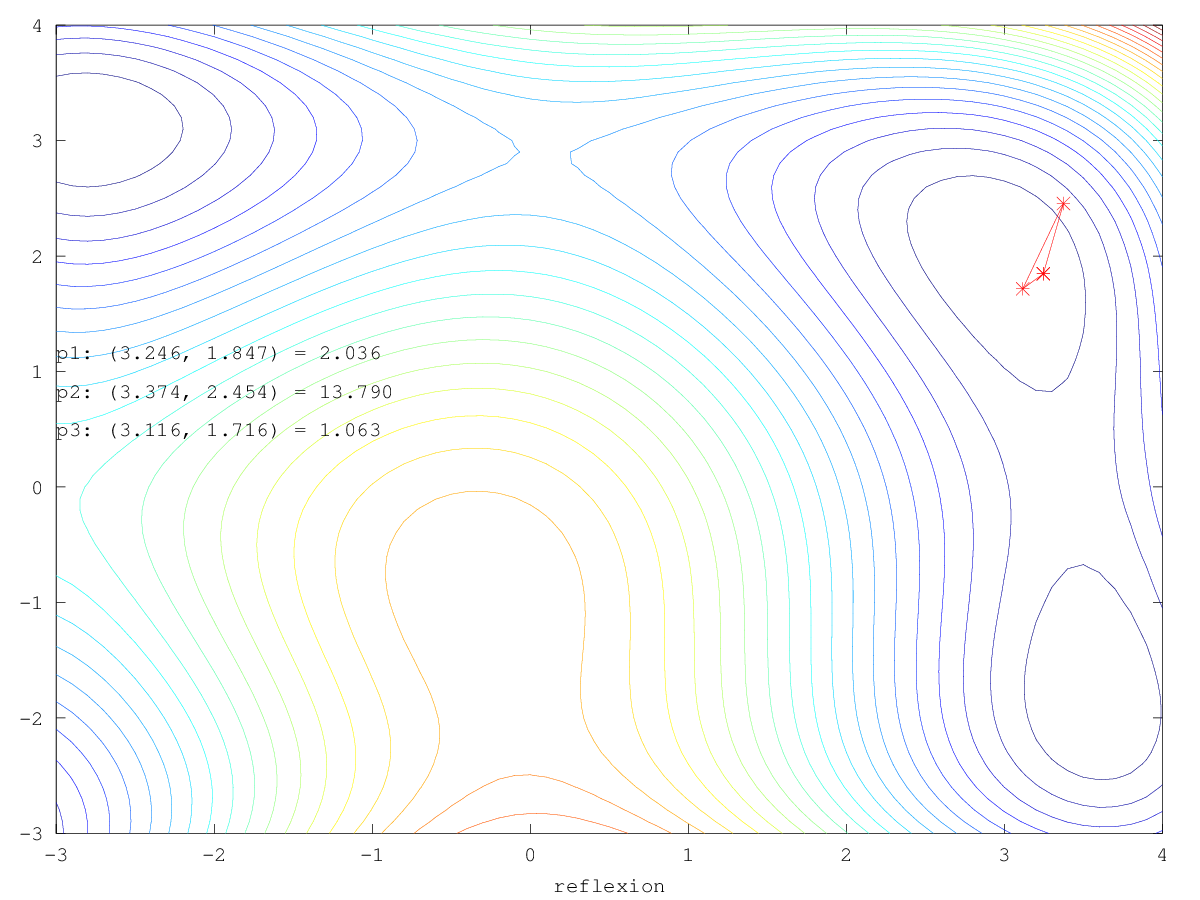 4
3
2
p1: (3.246, 1.847) = 2.036
1
p2: (3.374, 2.454) = 13.790
p3: (3.116, 1.716) = 1.063
0
−1
−2
−3
−3 −2 −1 0 1 2 3 4
reflexion